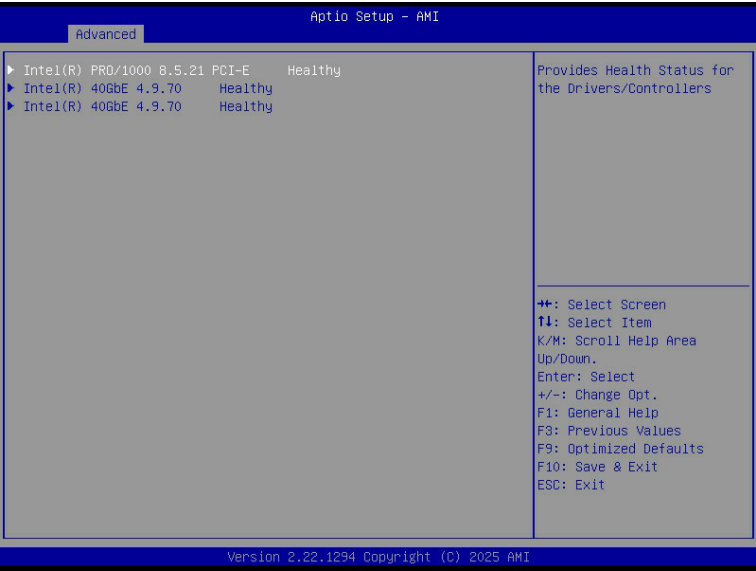 Aptio Setup – AMI
Advanced
▶ Intel(R) PRO/1000 8.5.21 PCI-E Healthy
▶ Intel(R) 40GbE 4.9.70 Healthy
▶ Intel(R) 40GbE 4.9.70 Healthy
Provides Health Status for
the Drivers/Controllers
→←: Select Screen
↑↓: Select Item
K/M: Scroll Help Area
Up/Down.
Enter: Select
+/-: Change Opt.
F1: General Help
F3: Previous Values
F9: Optimized Defaults
F10: Save & Exit
ESC: Exit
Version 2.22.1294 Copyright (C) 2025 AMI